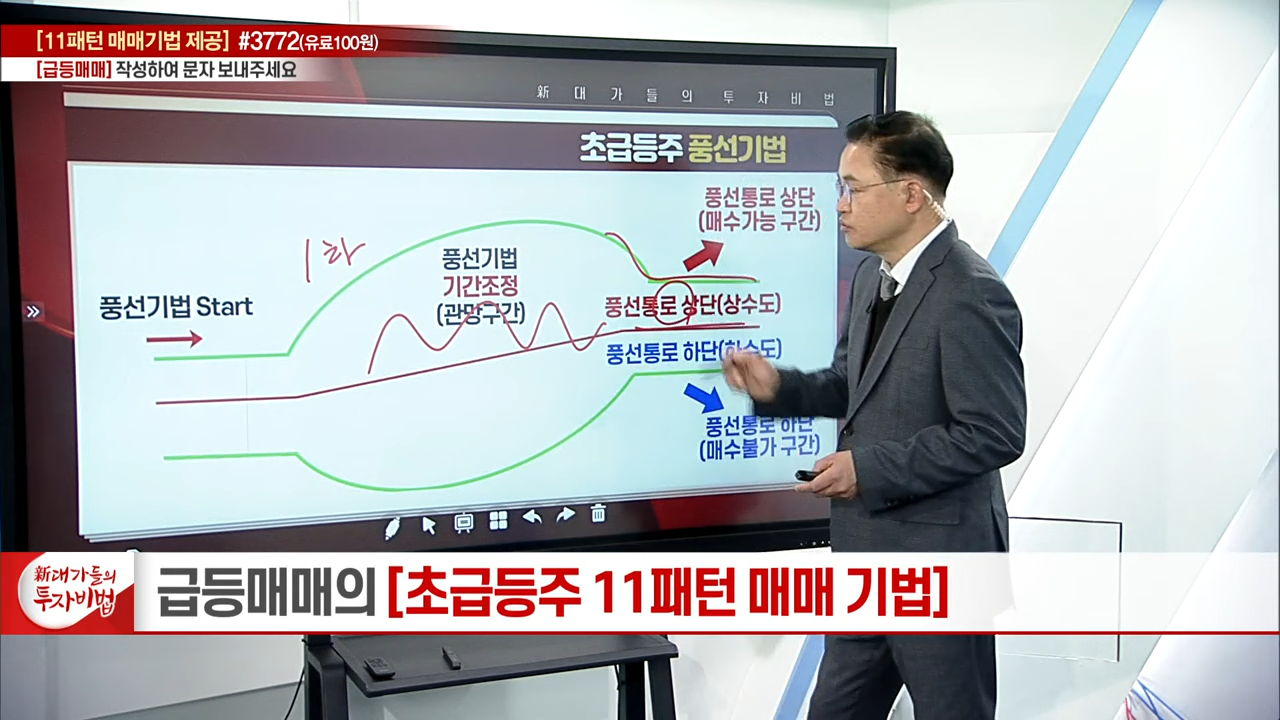 [11패턴 매매기법 제공] #3772(유료100원)
[급등매매] 작성하여 문자 보내주세요
新 대 가 들 의 투 자 비 법
초급등주 풍선기법
풍선통로 상단
(매수가능 구간)
1차
풍선기법
기간조정
(관망구간)
풍선기법 Start
풍선통로 상단(상수도)
풍선통로 하단(하수도)
풍선통로 하단
(매수불가 구간)
新대가들의
투자비법
급등매매의 [초급등주 11패턴 매매 기법]